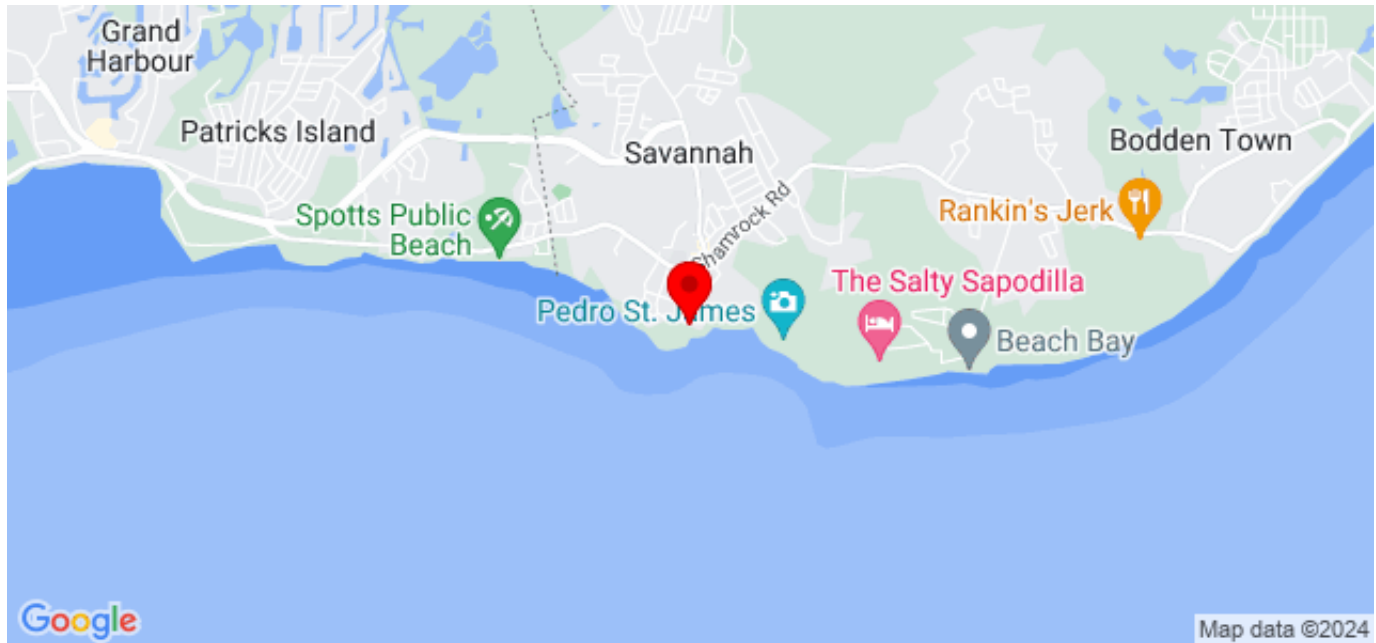 Grand
Harbour
Patricks Island
Savannah
Bodden Town
Shamrock Rd
Spotts Public
Beach
Rankin's Jerk
The Salty Sapodilla
Pedro St. James
Beach Bay
Google
Map data ©2024